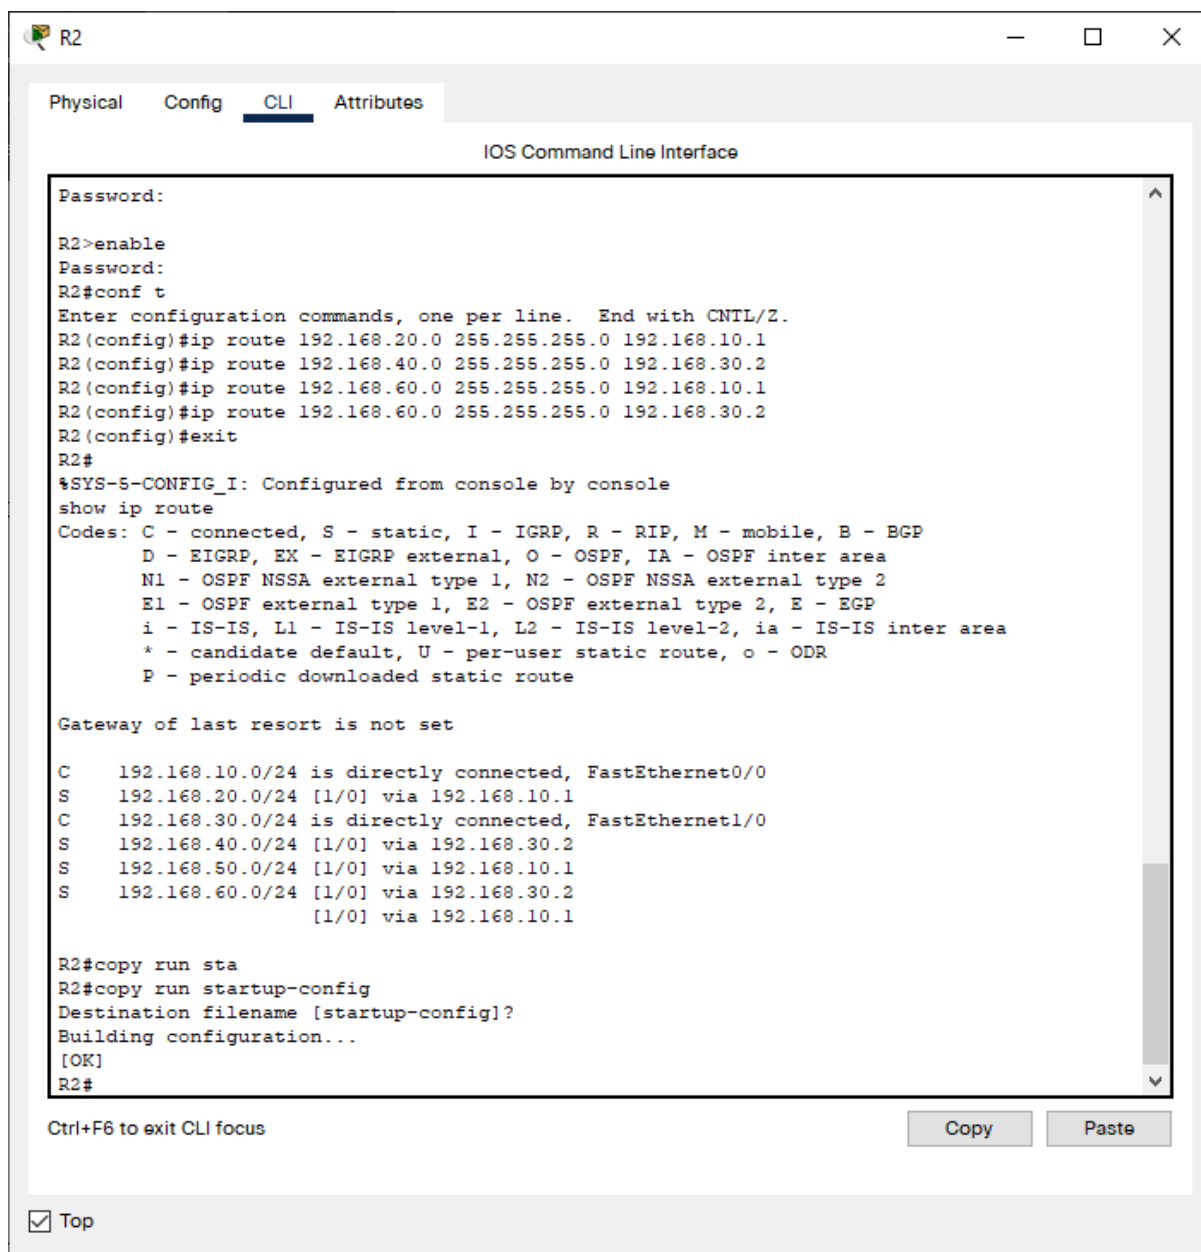 R2
Physical Config CLI Attributes
IOS Command Line Interface
Password:
R2>enable
Password:
R2#conf t
Enter configuration commands, one per line.  End with CNTL/Z.
R2(config)#ip route 192.168.20.0 255.255.255.0 192.168.10.1
R2(config)#ip route 192.168.40.0 255.255.255.0 192.168.30.2
R2(config)#ip route 192.168.60.0 255.255.255.0 192.168.10.1
R2(config)#ip route 192.168.60.0 255.255.255.0 192.168.30.2
R2(config)#exit
R2#
%SYS-5-CONFIG_I: Configured from console by console
show ip route
Codes: C - connected, S - static, I - IGRP, R - RIP, M - mobile, B - BGP
       D - EIGRP, EX - EIGRP external, O - OSPF, IA - OSPF inter area
       N1 - OSPF NSSA external type 1, N2 - OSPF NSSA external type 2
       E1 - OSPF external type 1, E2 - OSPF external type 2, E - EGP
       i - IS-IS, L1 - IS-IS level-1, L2 - IS-IS level-2, ia - IS-IS inter area
       * - candidate default, U - per-user static route, o - ODR
       P - periodic downloaded static route
Gateway of last resort is not set
C    192.168.10.0/24 is directly connected, FastEthernet0/0
S    192.168.20.0/24 [1/0] via 192.168.10.1
C    192.168.30.0/24 is directly connected, FastEthernet1/0
S    192.168.40.0/24 [1/0] via 192.168.30.2
S    192.168.50.0/24 [1/0] via 192.168.10.1
S    192.168.60.0/24 [1/0] via 192.168.30.2
                     [1/0] via 192.168.10.1
R2#copy run sta
R2#copy run startup-config
Destination filename [startup-config]?
Building configuration...
[OK]
R2#
Ctrl+F6 to exit CLI focus
Copy Paste
Top